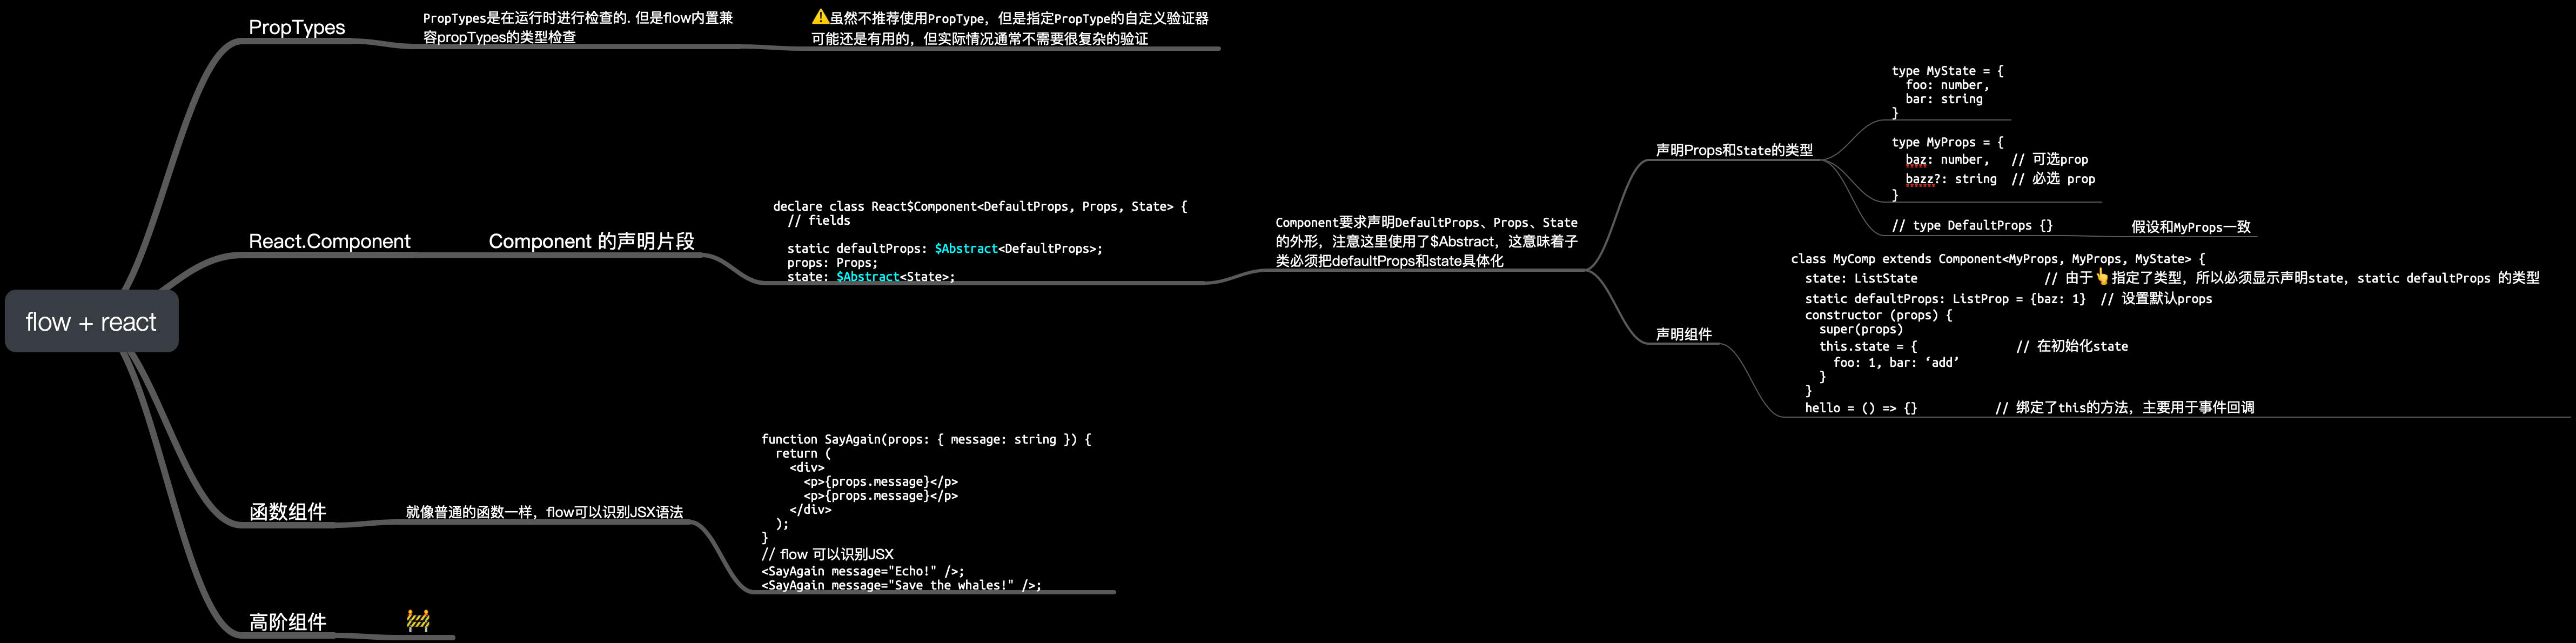 flow + react
PropTypes
PropTypes是在运行时进行检查的. 但是flow内置兼
容propTypes的类型检查
⚠️虽然不推荐使用PropType，但是指定PropType的自定义验证器
可能还是有用的，但实际情况通常不需要很复杂的验证
React.Component
Component 的声明片段
declare class React$Component<DefaultProps, Props, State> {
  // fields
  static defaultProps: $Abstract<DefaultProps>;
  props: Props;
  state: $Abstract<State>;
Component要求声明DefaultProps、Props、State
的外形，注意这里使用了$Abstract，这意味着子
类必须把defaultProps和state具体化
声明Props和State的类型
type MyState = {
  foo: number,
  bar: string
}
type MyProps = {
  baz: number,   // 可选prop
  bazz?: string  // 必选 prop
}
// type DefaultProps {}
假设和MyProps一致
声明组件
class MyComp extends Component<MyProps, MyProps, MyState> {
  state: ListState                  // 由于👆指定了类型，所以必须显示声明state，static defaultProps 的类型
  static defaultProps: ListProp = {baz: 1}  // 设置默认props
  constructor (props) {
    super(props)
    this.state = {              // 在初始化state
      foo: 1, bar: ‘add’
    }
  }
  hello = () => {}           // 绑定了this的方法，主要用于事件回调
函数组件
就像普通的函数一样，flow可以识别JSX语法
function SayAgain(props: { message: string }) {
  return (
    <div>
      <p>{props.message}</p>
      <p>{props.message}</p>
    </div>
  );
}
// flow 可以识别JSX
<SayAgain message="Echo!" />;
<SayAgain message="Save the whales!" />;
高阶组件
🚧